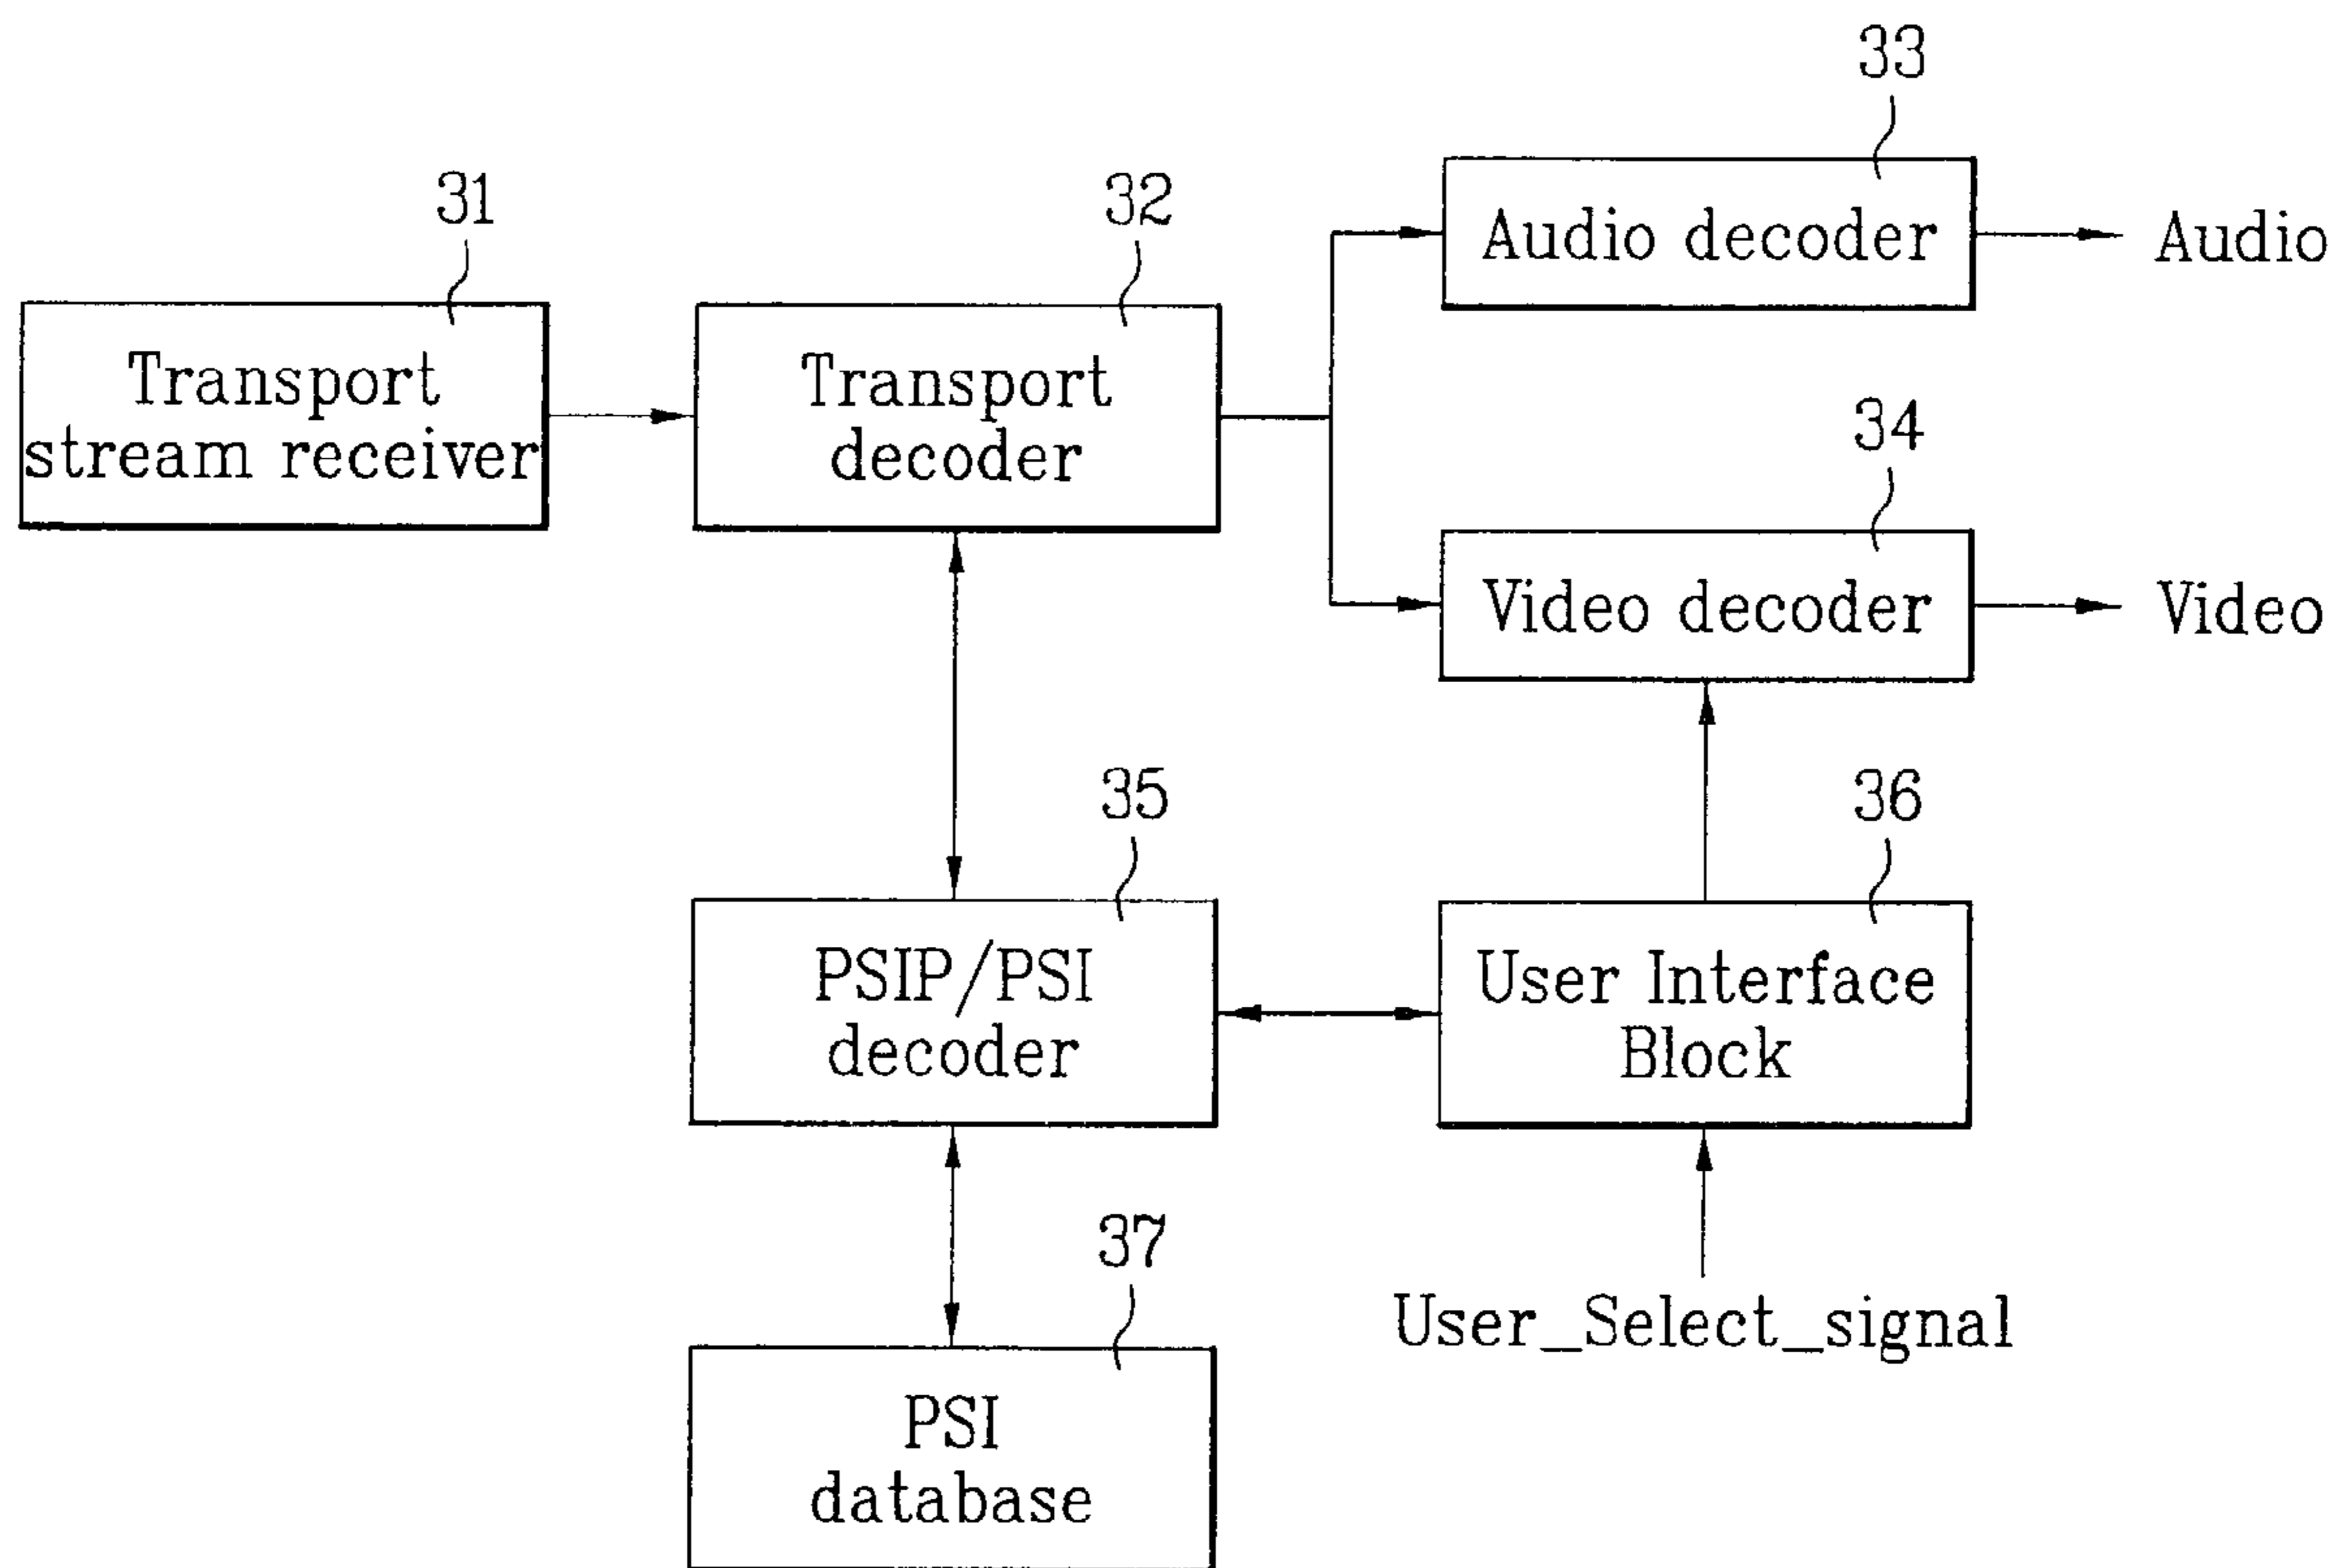 33
Audio decoder
Audio
31
Transport
stream receiver
32
Transport
decoder
34
Video decoder
Video
35
PSIP/PSI
decoder
36
User Interface
Block
User_Select_signal
37
PSI
database